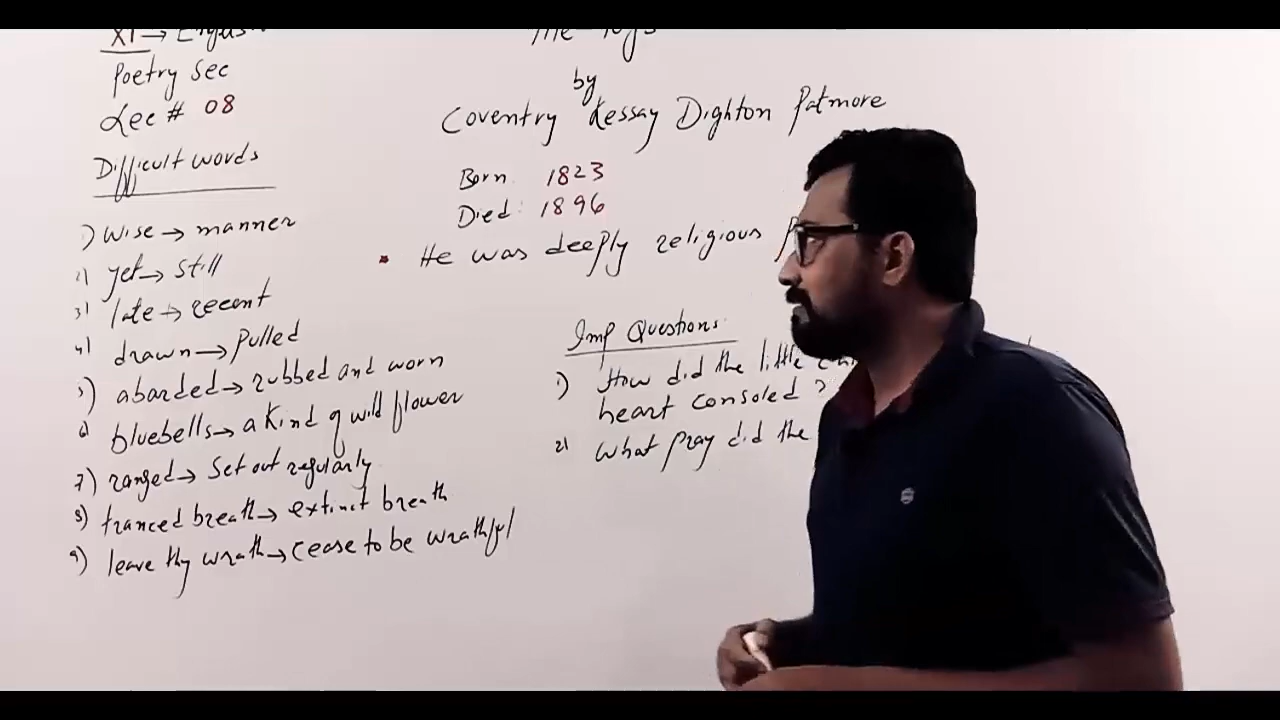 XI → English
Poetry Sec
Lec # 08
Difficult words
1) wise → manner
2) yet → still
3) late → recent
4) drawn → Pulled
5) abarded → rubbed and worn
6) bluebells → a kind of wild flower
7) ranged → Set out regularly
8) tranced breath → extinct breath
9) leave thy wrath → cease to be wrathful
The Toys
by
Coventry Kessay Dighton Patmore
Born: 1823
Died: 1896
* He was deeply religious
Imp Questions:
1) How did the little
heart consoled ?
2) What pray did the